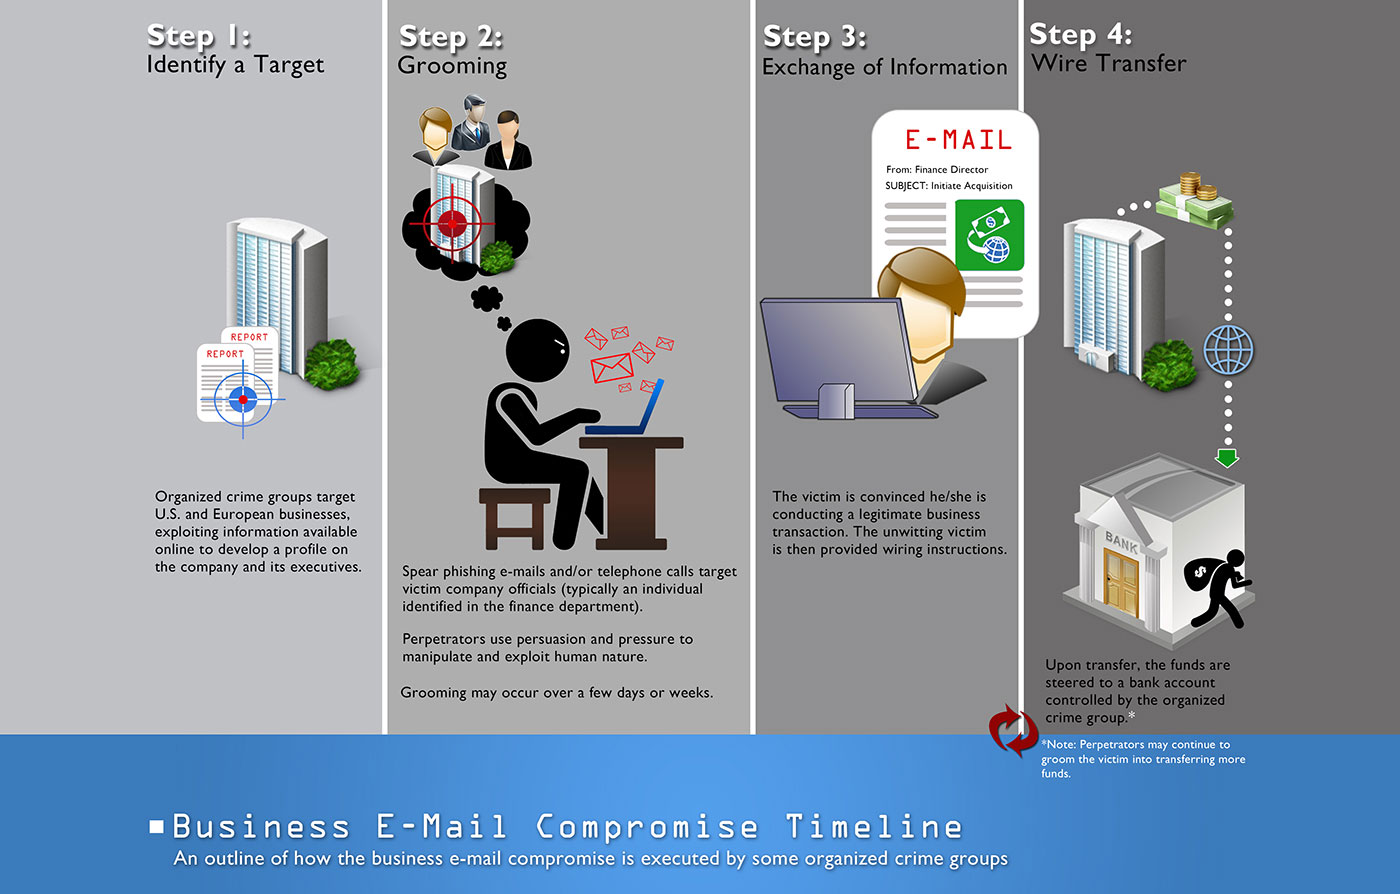 Step 1:
Identify a Target
REPORT
REPORT
Organized crime groups target
U.S. and European businesses,
exploiting information available
online to develop a profile on
the company and its executives.
Step 2:
Grooming
Spear phishing e-mails and/or telephone calls target
victim company officials (typically an individual
identified in the finance department).
Perpetrators use persuasion and pressure to
manipulate and exploit human nature.
Grooming may occur over a few days or weeks.
Step 3:
Exchange of Information
E-MAIL
From: Finance Director
SUBJECT: Initiate Acquisition
$
The victim is convinced he/she is
conducting a legitimate business
transaction. The unwitting victim
is then provided wiring instructions.
Step 4:
Wire Transfer
BANK
$
Upon transfer, the funds are
steered to a bank account
controlled by the organized
crime group.*
*Note: Perpetrators may continue to
groom the victim into transferring more
funds.
Business E-Mail Compromise Timeline
An outline of how the business e-mail compromise is executed by some organized crime groups